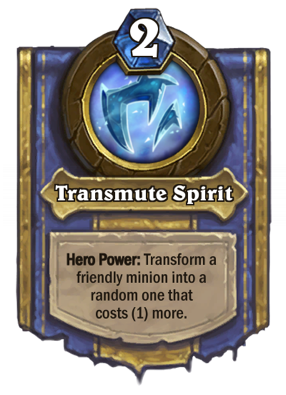 2
Transmute Spirit
Hero Power: Transform a
friendly minion into a
random one that
costs (1) more.